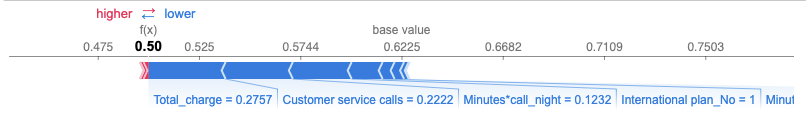 higher ⇄ lower
f(x) base value
0.475 0.50 0.525 0.5744 0.6225 0.6682 0.7109 0.7503
Total_charge = 0.2757 Customer service calls = 0.2222 Minutes*call_night = 0.1232 International plan_No = 1 Minut